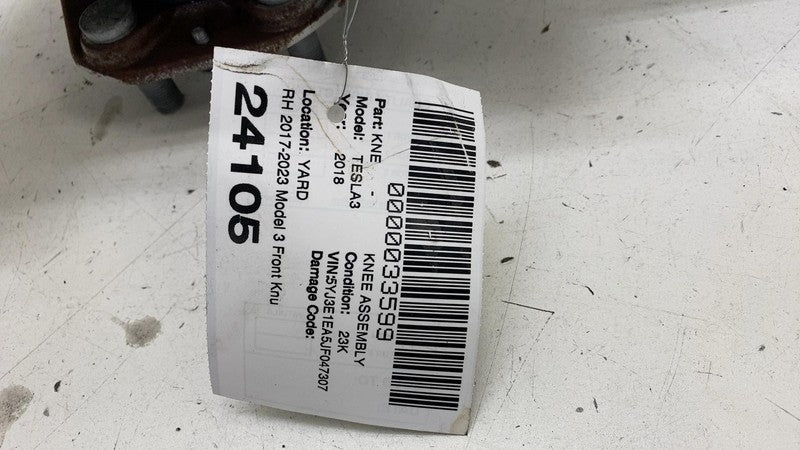 0000033599
Part: KNE - KNEE ASSEMBLY
Model: TESLA3 Condition: 23K
Year: 2018 VIN:5YJ3E1EA5JF047307
Damage Code:
Location: YARD
RH 2017-2023 Model 3 Front Knu
24105